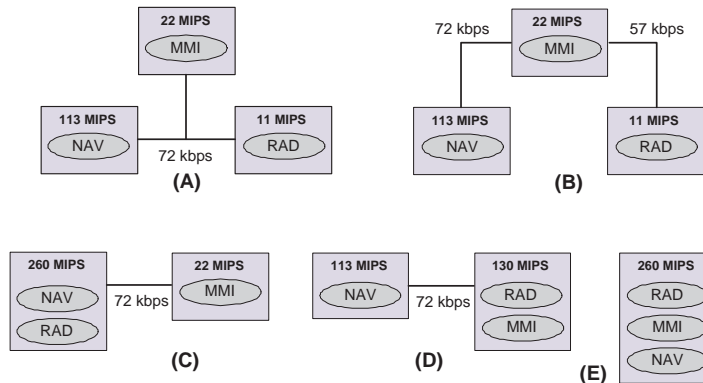 22 MIPS
MMI
113 MIPS
NAV
11 MIPS
RAD
72 kbps
(A)
22 MIPS
MMI
72 kbps
57 kbps
113 MIPS
NAV
11 MIPS
RAD
(B)
260 MIPS
NAV
RAD
72 kbps
22 MIPS
MMI
(C)
113 MIPS
NAV
72 kbps
130 MIPS
RAD
MMI
(D)
260 MIPS
RAD
MMI
NAV
(E)